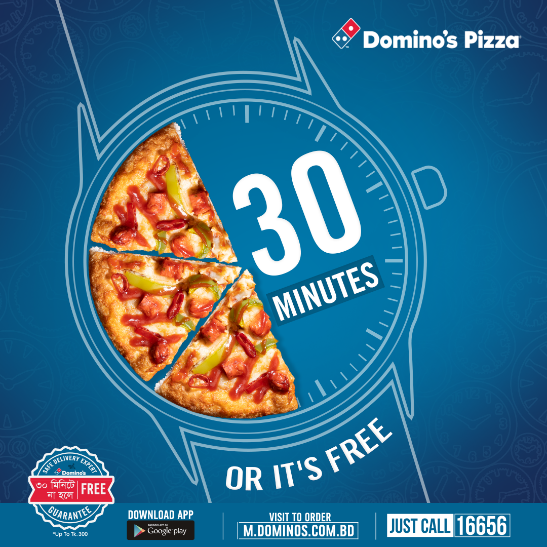 Domino's Pizza
30
MINUTES
OR IT'S FREE
SAFE DELIVERY EXPERT
Domino's
৩০ মিনিটে
না হলে FREE
GUARANTEE
*Up To Tk. 300
DOWNLOAD APP
Google play
VISIT TO ORDER
M.DOMINOS.COM.BD
JUST CALL 16656